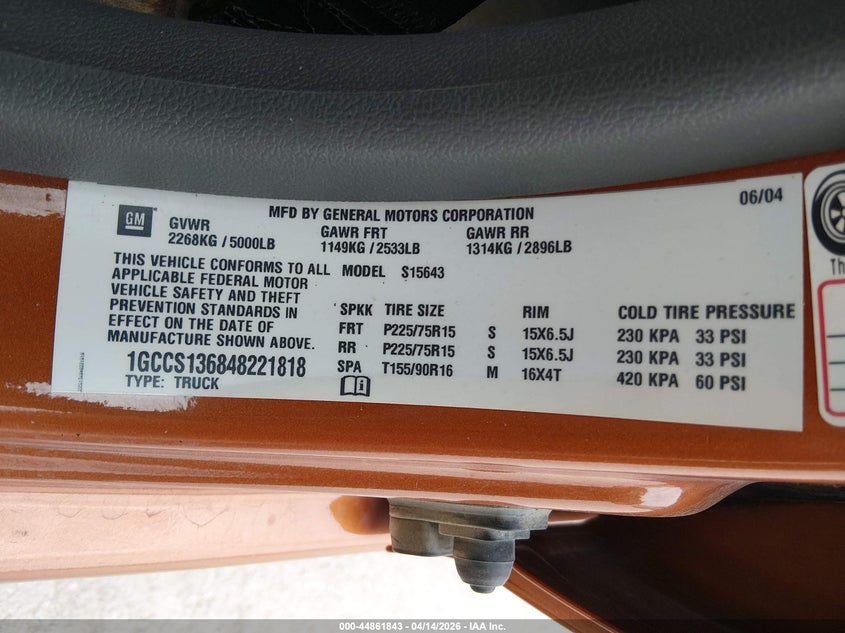 MFD BY GENERAL MOTORS CORPORATION 06/04
GM
GVWR GAWR FRT GAWR RR
2268KG / 5000LB 1149KG / 2533LB 1314KG / 2896LB
THIS VEHICLE CONFORMS TO ALL MODEL S15643
APPLICABLE FEDERAL MOTOR
VEHICLE SAFETY AND THEFT
PREVENTION STANDARDS IN SPKK TIRE SIZE RIM COLD TIRE PRESSURE
EFFECT ON THE DATE OF FRT P225/75R15 S 15X6.5J 230 KPA 33 PSI
MANUFACTURE SHOWN ABOVE. RR P225/75R15 S 15X6.5J 230 KPA 33 PSI
1GCCS136848221818 SPA T155/90R16 M 16X4T 420 KPA 60 PSI
TYPE: TRUCK
Th
000-44861843 - 04/14/2026 - IAA Inc.